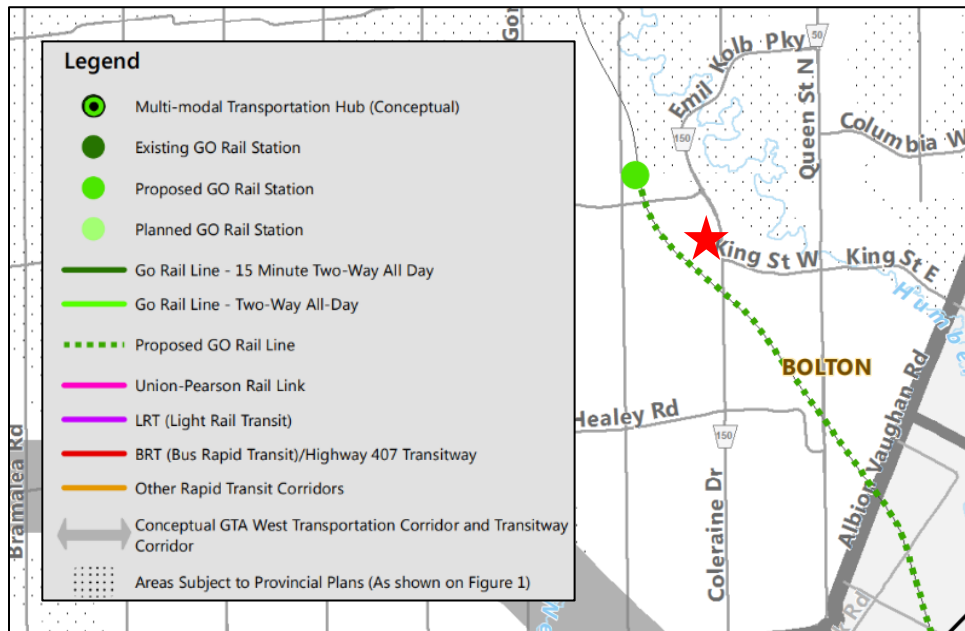 Legend
Multi-modal Transportation Hub (Conceptual)
Existing GO Rail Station
Proposed GO Rail Station
Planned GO Rail Station
Go Rail Line - 15 Minute Two-Way All Day
Go Rail Line - Two-Way All-Day
Proposed GO Rail Line
Union-Pearson Rail Link
LRT (Light Rail Transit)
BRT (Bus Rapid Transit)/Highway 407 Transitway
Other Rapid Transit Corridors
Conceptual GTA West Transportation Corridor and Transitway
Corridor
Areas Subject to Provincial Plans (As shown on Figure 1)
Bramalea Rd
Gor
Emil Kolb Pky
50
150
Queen St N
Columbia W
King St W
King St E
Humbe
BOLTON
Healey Rd
150
Coleraine Dr
Albion Vaughan Rd
Rd